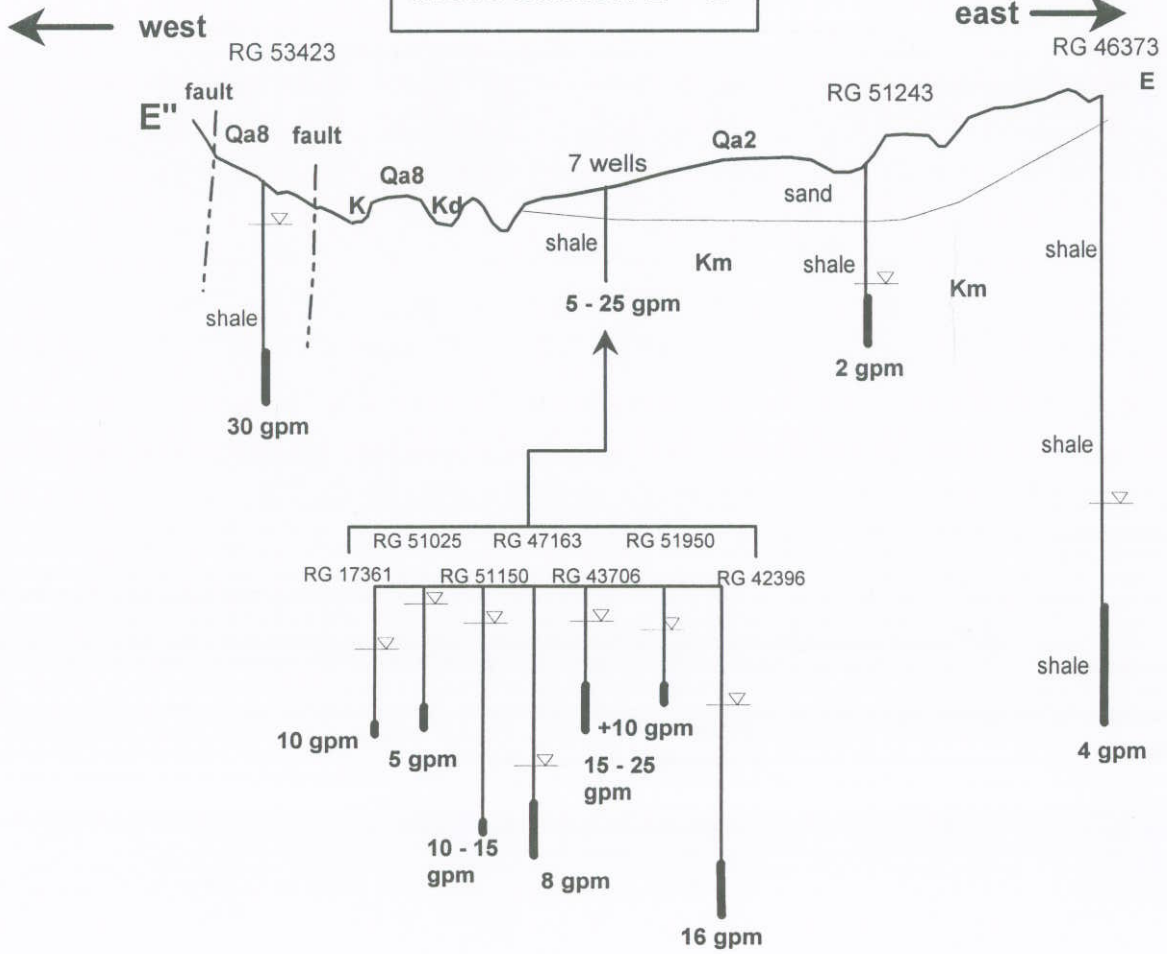 west
east
RG 53423
RG 46373
E
fault
E"
Qa8
fault
RG 51243
Qa8
7 wells
Qa2
K
Kd
sand
shale
Km
shale
Km
shale
5 - 25 gpm
shale
2 gpm
30 gpm
shale
RG 51025
RG 47163
RG 51950
RG 17361
RG 51150
RG 43706
RG 42396
shale
10 gpm
5 gpm
+10 gpm
15 - 25
gpm
4 gpm
10 - 15
gpm
8 gpm
16 gpm